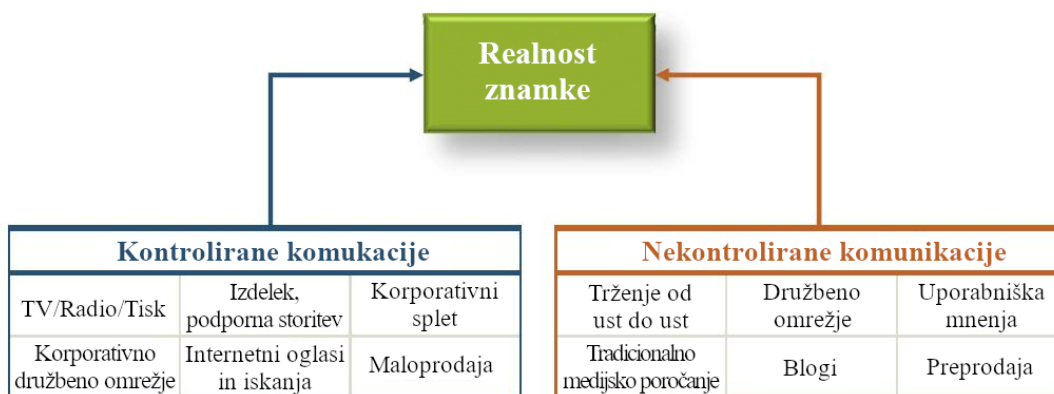 Realnost
znamke
Kontrolirane komukacije
TV/Radio/Tisk
Izdelek,
podporna storitev
Korporativni
splet
Korporativno
družbeno omrežje
Internetni oglasi
in iskanja
Maloprodaja
Nekontrolirane komunikacije
Trženje od
ust do ust
Družbeno
omrežje
Uporabniška
mnenja
Tradicionalno
medijsko poročanje
Blogi
Preprodaja